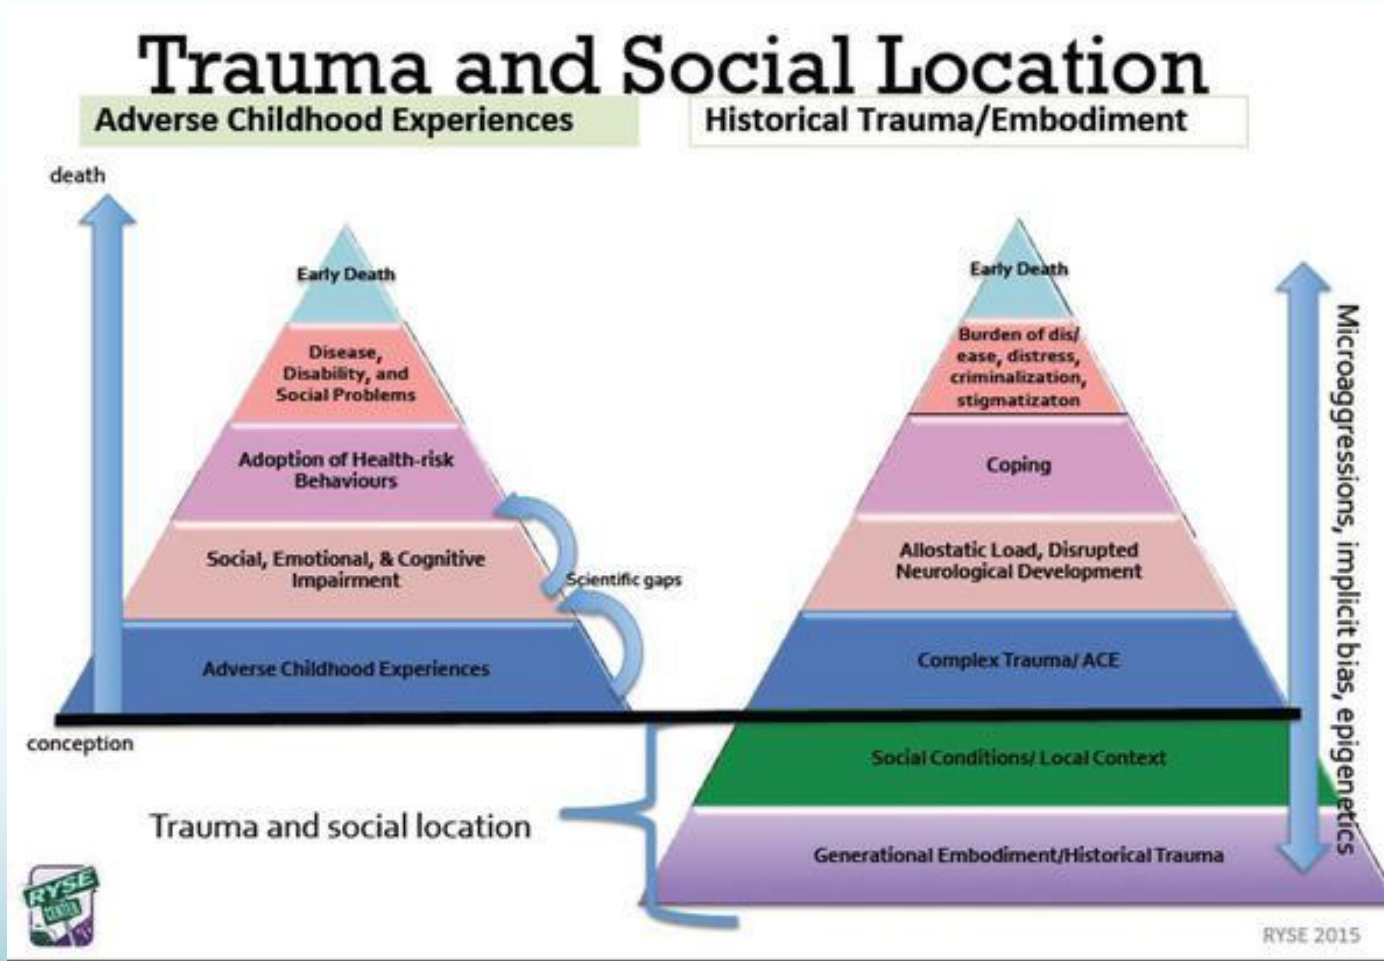 Trauma and Social Location
Adverse Childhood Experiences
Historical Trauma/Embodiment
death
Early Death
Disease,
Disability, and
Social Problems
Adoption of Health-risk
Behaviours
Social, Emotional, & Cognitive
Impairment
Scientific gaps
Adverse Childhood Experiences
conception
Trauma and social location
Early Death
Burden of dis/
ease, distress,
criminalization,
stigmatizaton
Coping
Allostatic Load, Disrupted
Neurological Development
Complex Trauma/ ACE
Social Conditions/ Local Context
Generational Embodiment/Historical Trauma
Microaggressions, implicit bias, epigenetics
RYSE
CENTER
RYSE 2015